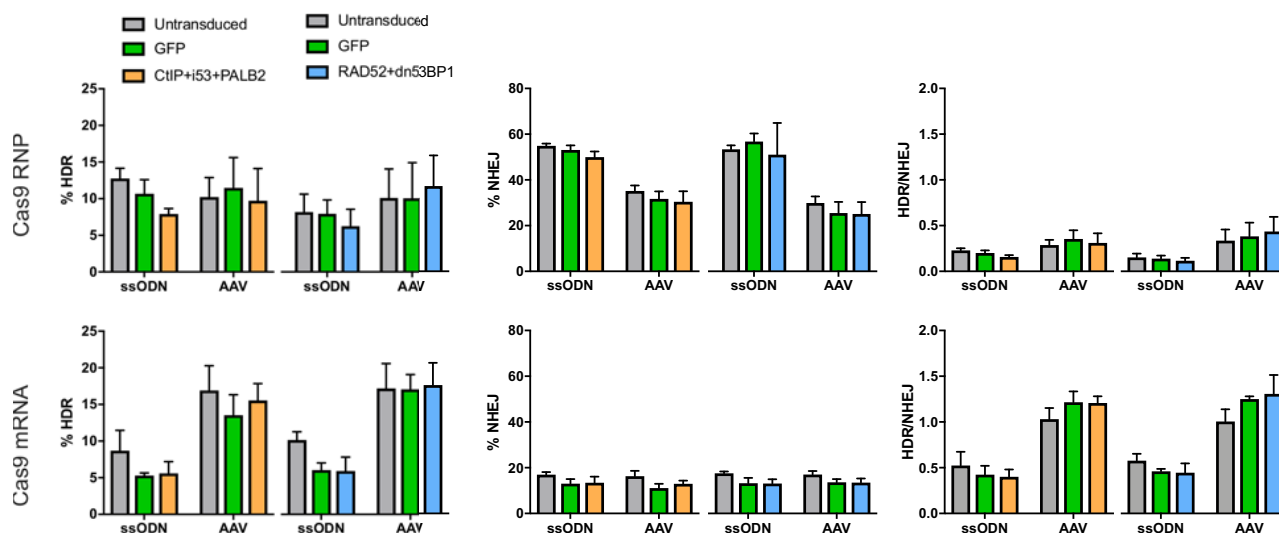 Untransduced
GFP
CtIP+i53+PALB2
Untransduced
GFP
RAD52+dn53BP1
Cas9 RNP
% HDR
25
20
15
10
5
0
ssODN AAV ssODN AAV
% NHEJ
80
60
40
20
0
ssODN AAV ssODN AAV
HDR/NHEJ
2.0
1.5
1.0
0.5
0.0
ssODN AAV ssODN AAV
Cas9 mRNA
% HDR
25
20
15
10
5
0
ssODN AAV ssODN AAV
% NHEJ
80
60
40
20
0
ssODN AAV ssODN AAV
HDR/NHEJ
2.0
1.5
1.0
0.5
0.0
ssODN AAV ssODN AAV